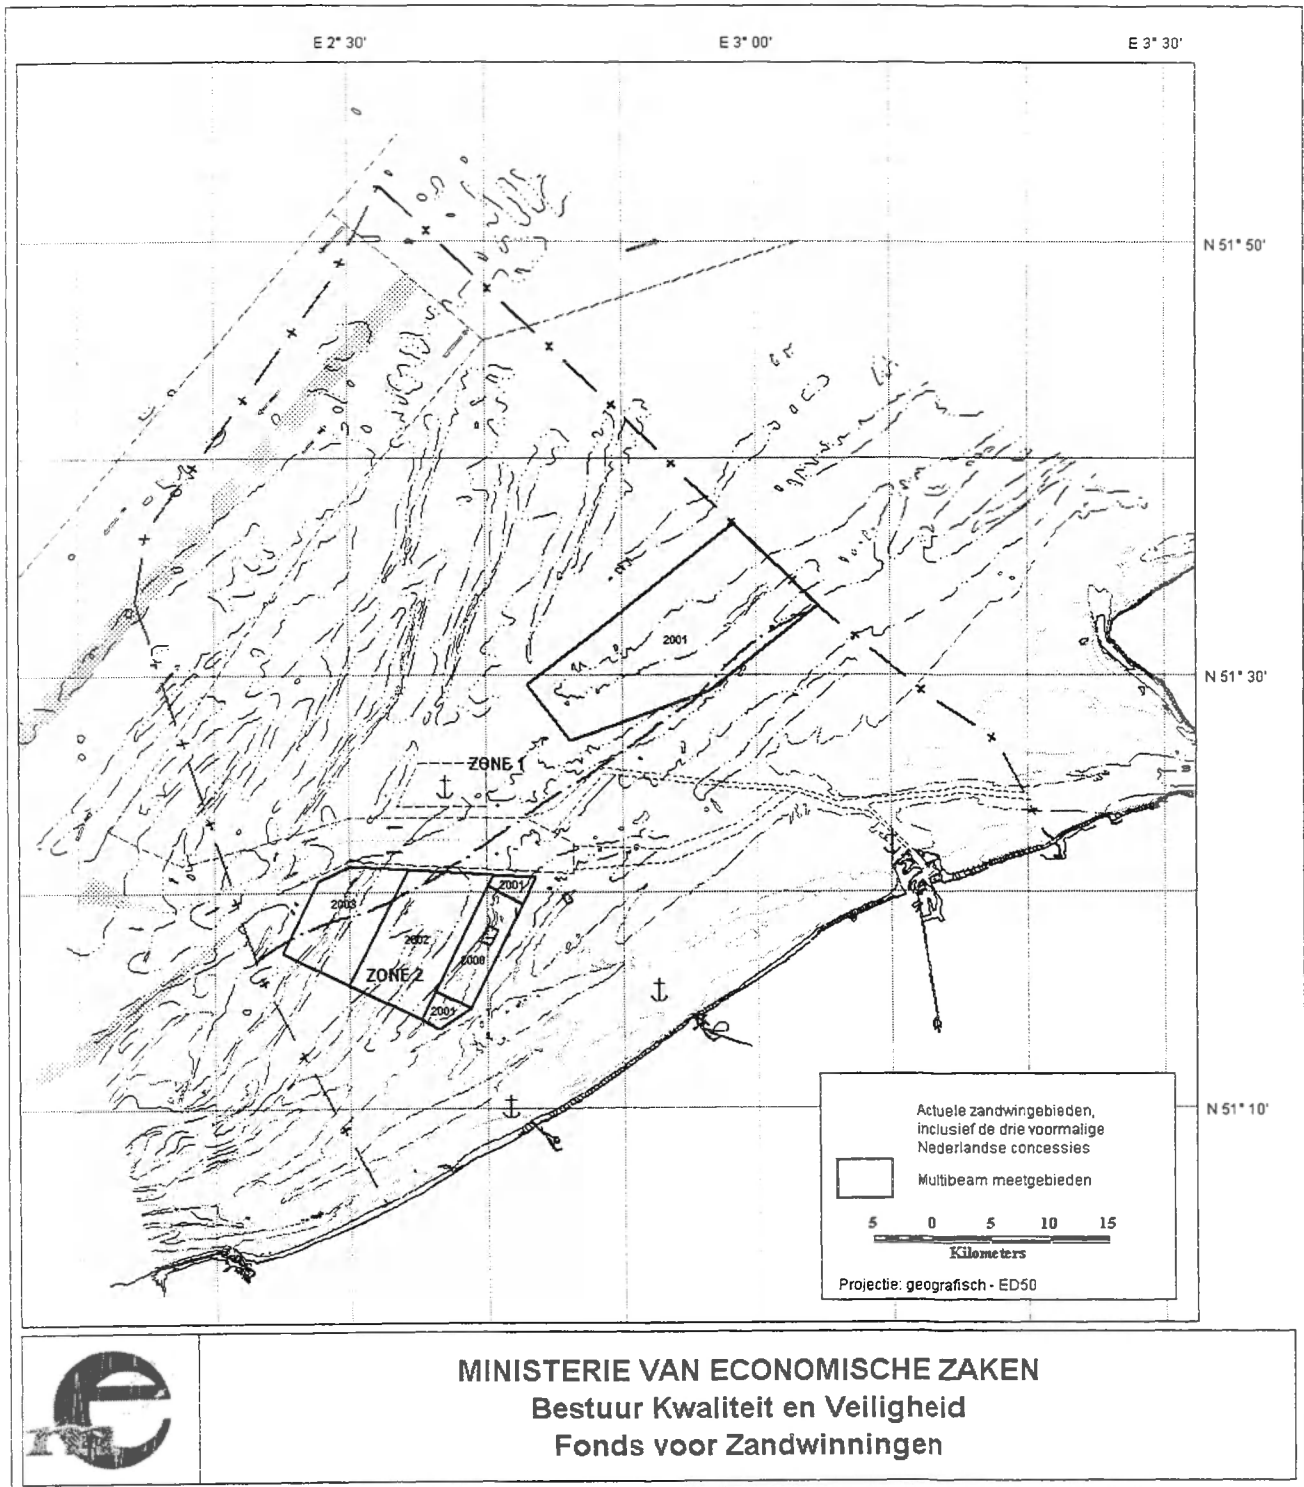 E 2° 30'
E 3° 00'
E 3° 30'
N 51° 50'
2001
N 51° 30'
ZONE 1
2001
2003
2002
2000
ZONE 2
2001
N 51° 10'
Actuele zandwingebieden,
inclusief de drie voormalige
Nederlandse concessies
Multibeam meetgebieden
5 0 5 10 15
Kilometers
Projectie: geografisch - ED50
MINISTERIE VAN ECONOMISCHE ZAKEN
Bestuur Kwaliteit en Veiligheid
Fonds voor Zandwinningen